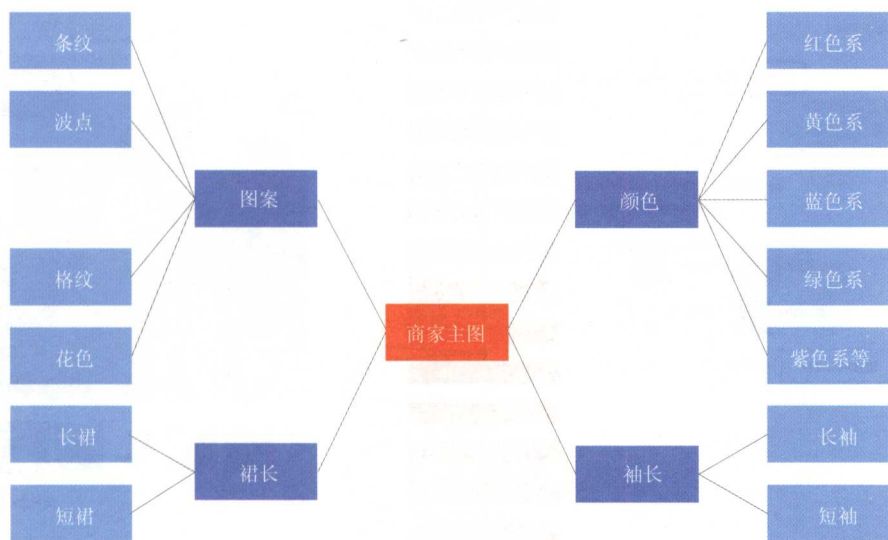 条纹
红色系
波点
黄色系
图案
颜色
蓝色系
格纹
绿色系
商家主图
花色
紫色系等
长裙
长袖
裙长
袖长
短裙
短袖